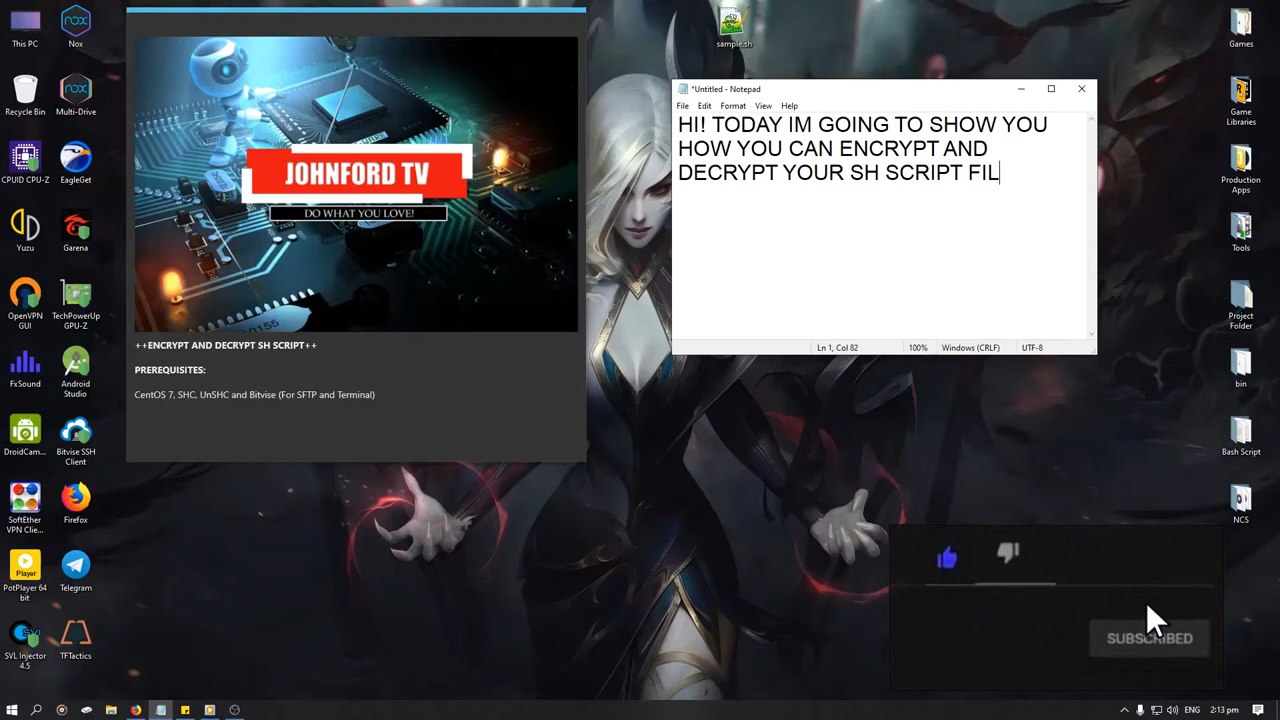 This PC
Nox
Recycle Bin
Multi-Drive
CPUID CPU-Z
EagleGet
Yuzu
Garena
OpenVPN
GUI
TechPowerUp
GPU-Z
FxSound
Android
Studio
DroidCam...
Bitvise SSH
Client
SoftEther
VPN Clie...
Firefox
PotPlayer 64
bit
Telegram
SVL Injector
4.5
TFTactics
JOHNFORD TV
DO WHAT YOU LOVE!
++ENCRYPT AND DECRYPT SH SCRIPT++
PREREQUISITES:
CentOS 7, SHC, UnSHC and Bitvise (For SFTP and Terminal)
sample.sh
*Untitled - Notepad
File Edit Format View Help
HI! TODAY IM GOING TO SHOW YOU
HOW YOU CAN ENCRYPT AND
DECRYPT YOUR SH SCRIPT FIL
Ln 1, Col 82 100% Windows (CRLF) UTF-8
SUBSCRIBED
Games
Game
Libraries
Production
Apps
Tools
Project
Folder
bin
Bash Script
NCS
ENG 2:13 pm